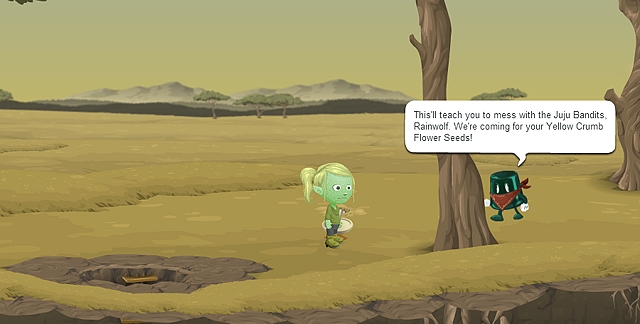 This'll teach you to mess with the Juju Bandits,
Rainwolf. We're coming for your Yellow Crumb
Flower Seeds!